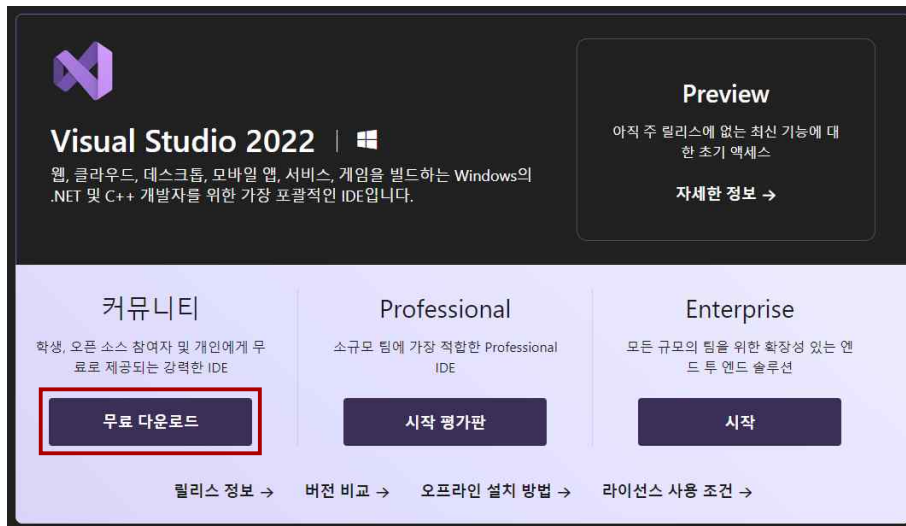 Visual Studio 2022
웹, 클라우드, 데스크톱, 모바일 앱, 서비스, 게임을 빌드하는 Windows의
.NET 및 C++ 개발자를 위한 가장 포괄적인 IDE입니다.
Preview
아직 주 릴리스에 없는 최신 기능에 대
한 초기 액세스
자세한 정보 →
커뮤니티
학생, 오픈 소스 참여자 및 개인에게 무
료로 제공되는 강력한 IDE
무료 다운로드
Professional
소규모 팀에 가장 적합한 Professional
IDE
시작 평가판
Enterprise
모든 규모의 팀을 위한 확장성 있는 엔
드 투 엔드 솔루션
시작
릴리스 정보 → 버전 비교 → 오프라인 설치 방법 → 라이선스 사용 조건 →